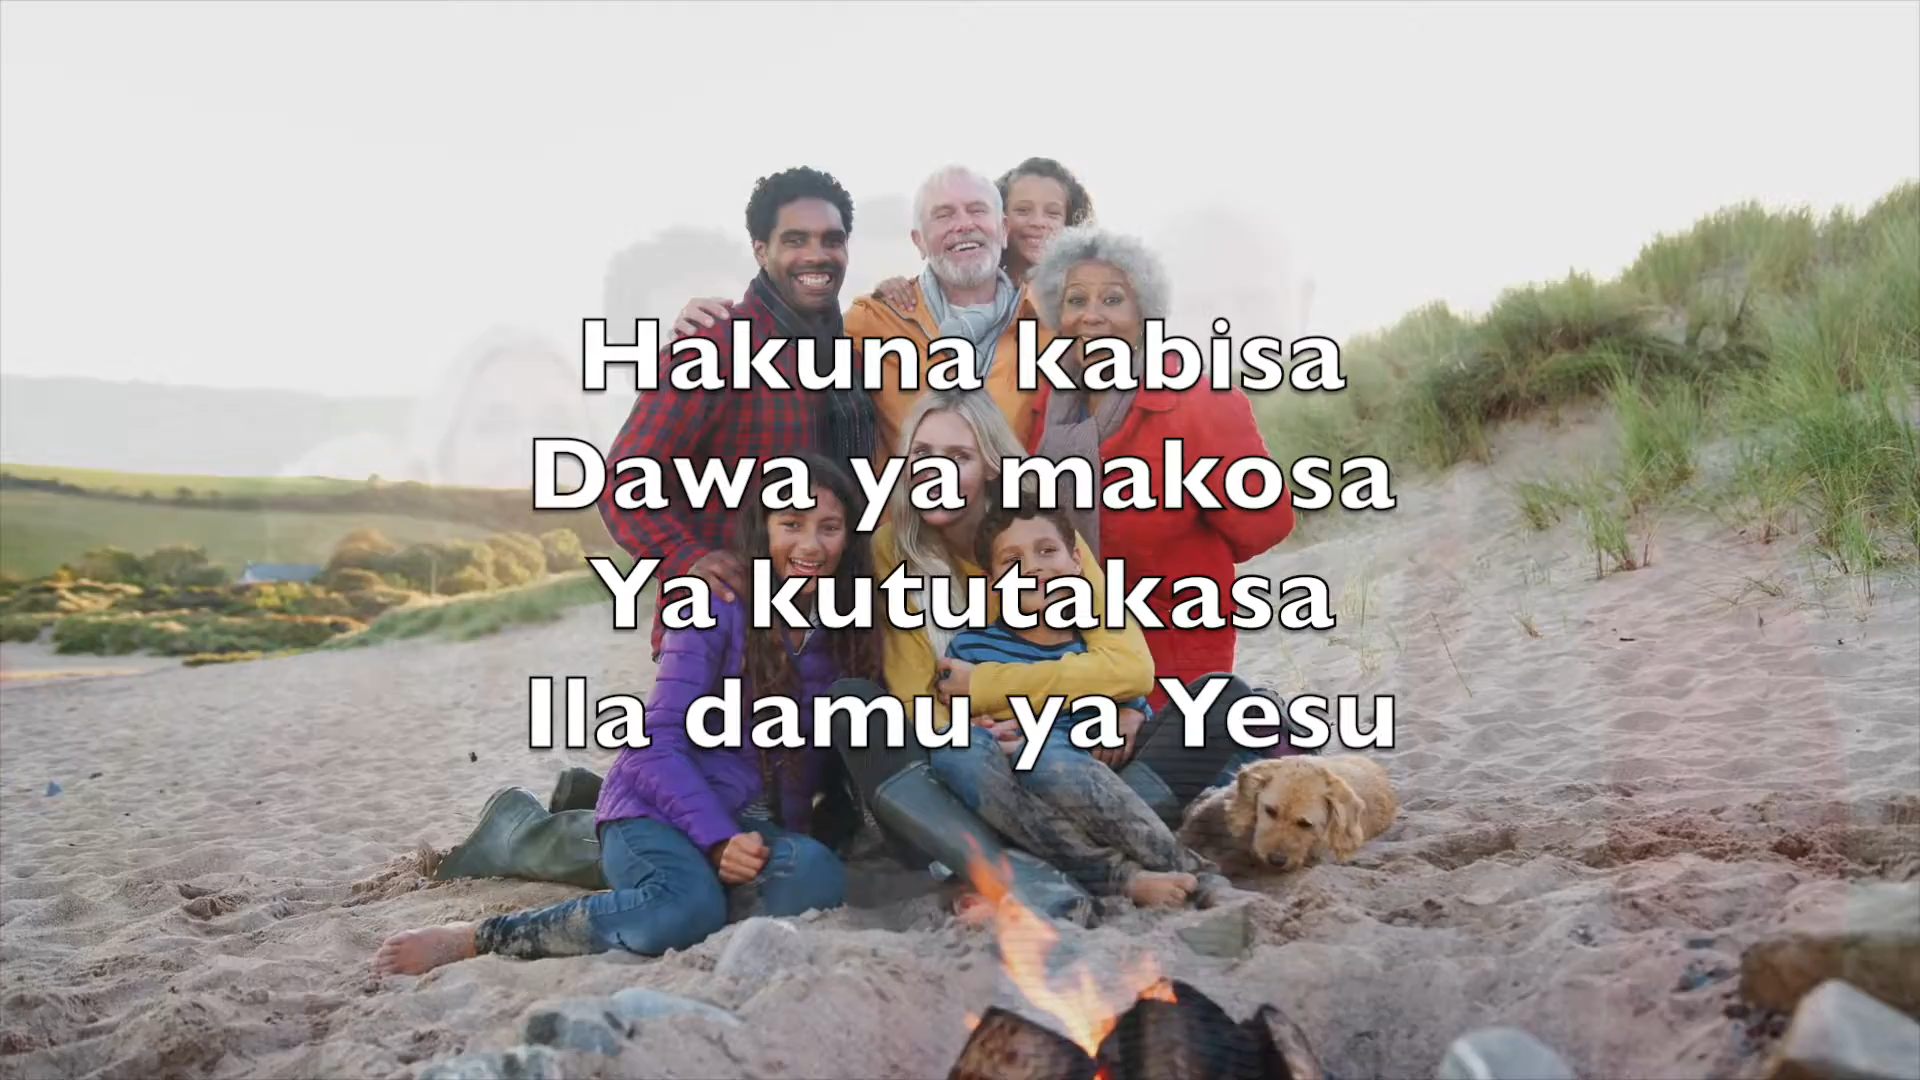 Hakuna kabisa
Dawa ya makosa
Ya kututakasa
Ila damu ya Yesu